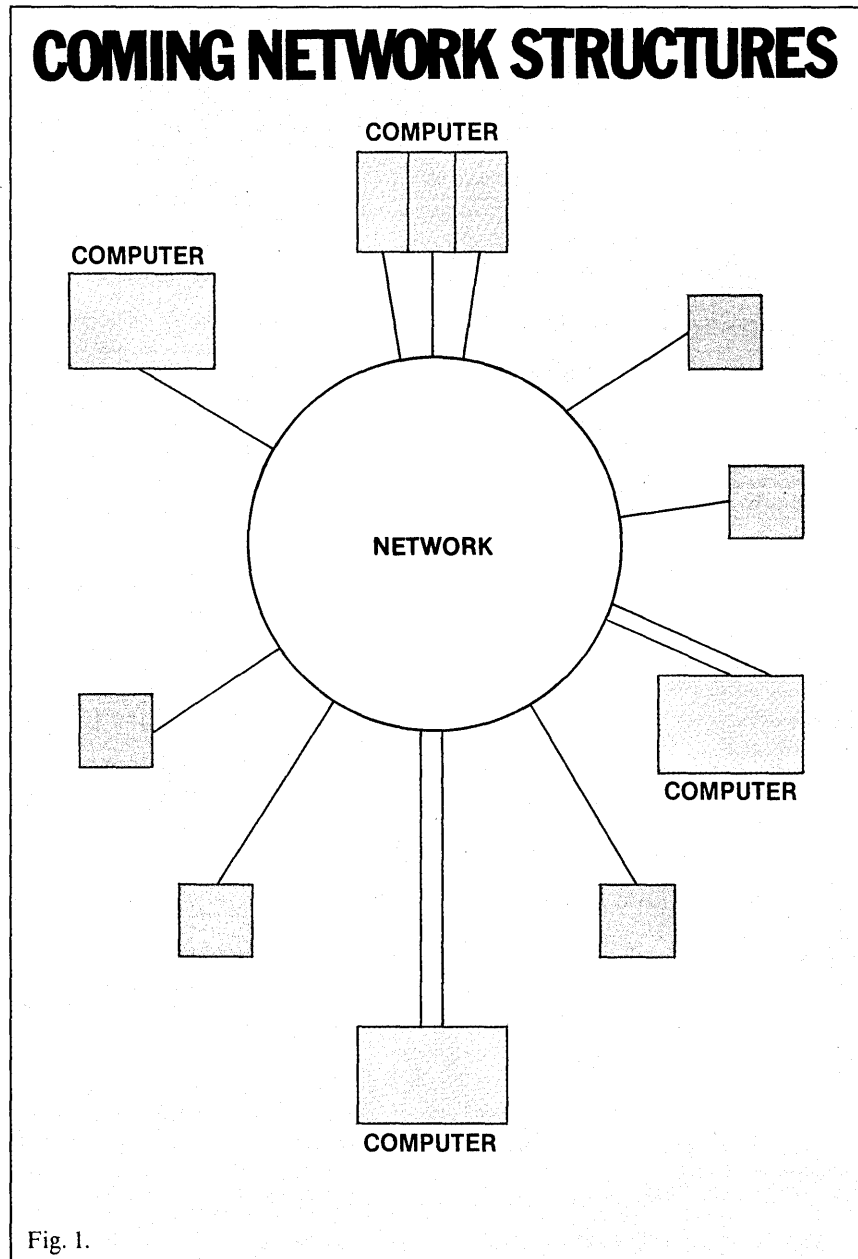 COMING NETWORK STRUCTURES
COMPUTER
COMPUTER
NETWORK
COMPUTER
COMPUTER
Fig. 1.